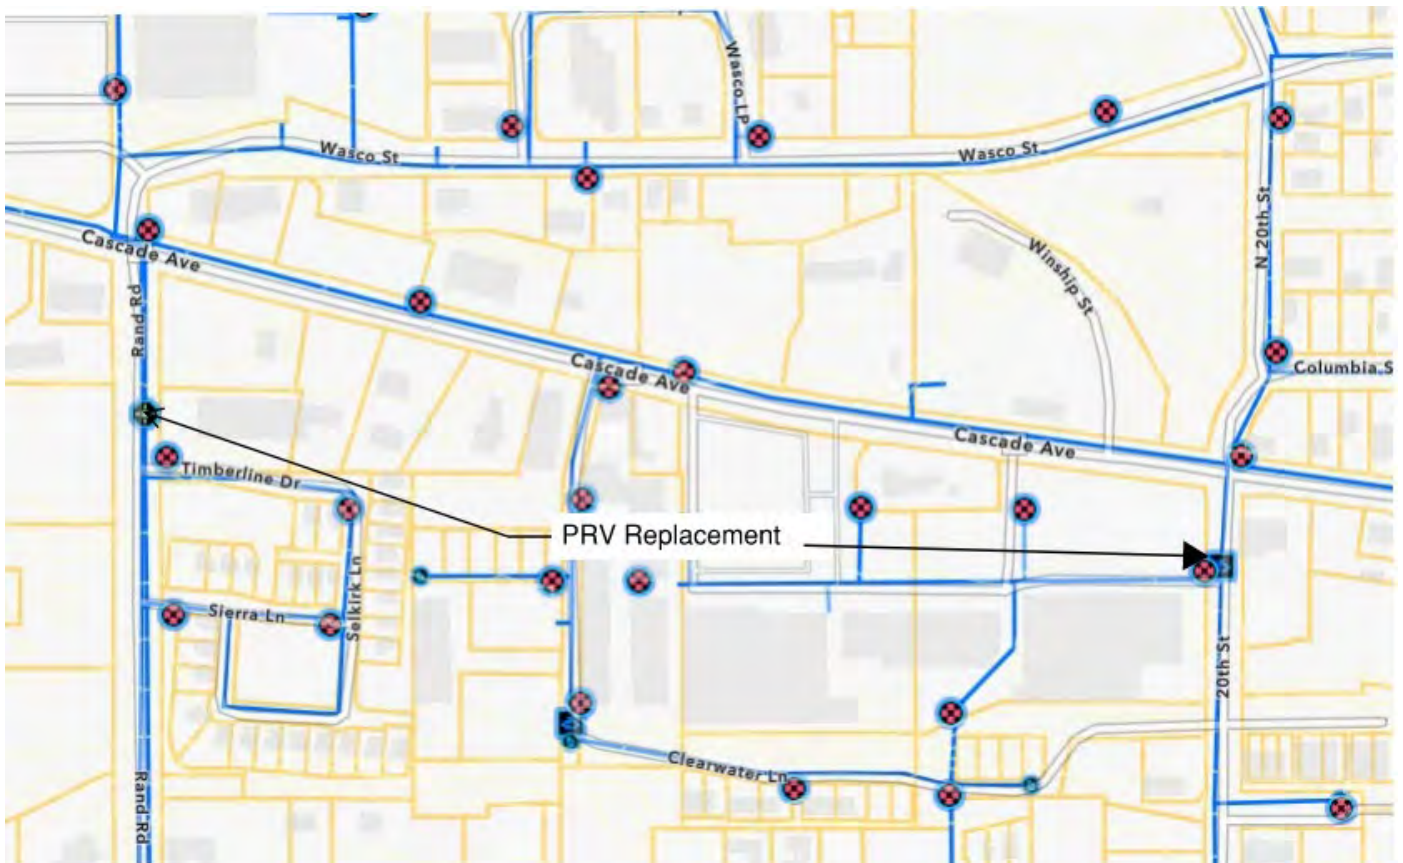 Wasco LP
Wasco St
Wasco St
N 20th St
Cascade Ave
Winship St
Rand Rd
Cascade Ave
Columbia S
Cascade Ave
Timberline Dr
PRV Replacement
Selkirk Ln
Sierra Ln
20th St
Clearwater Ln
Rand Rd